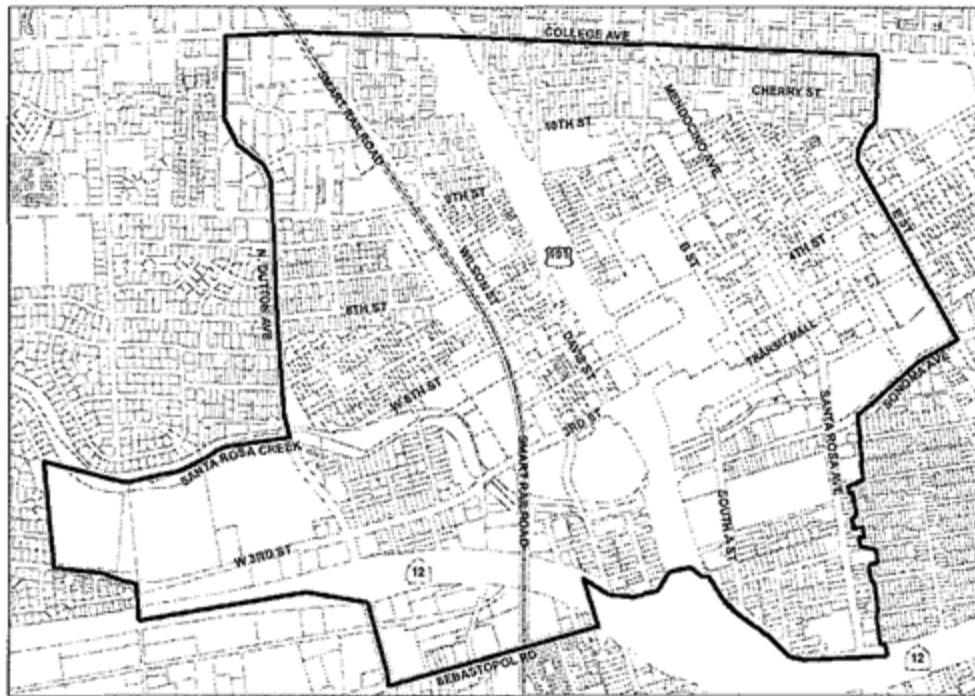 COLLEGE AVE
SMART RAILROAD
CHERRY ST
MENDOCINO AVE
10TH ST
8TH ST
E ST
4TH ST
B ST
101
WILSON ST
N. DUTTON AVE
6TH ST
DAVIS ST
TRANSIT MALL
SONOMA AVE
W 6TH ST
3RD ST
SANTA ROSA AVE
SANTA ROSA CREEK
SMART RAILROAD
SOUTH A ST
W 3RD ST
12
12
SEBASTOPOL RD